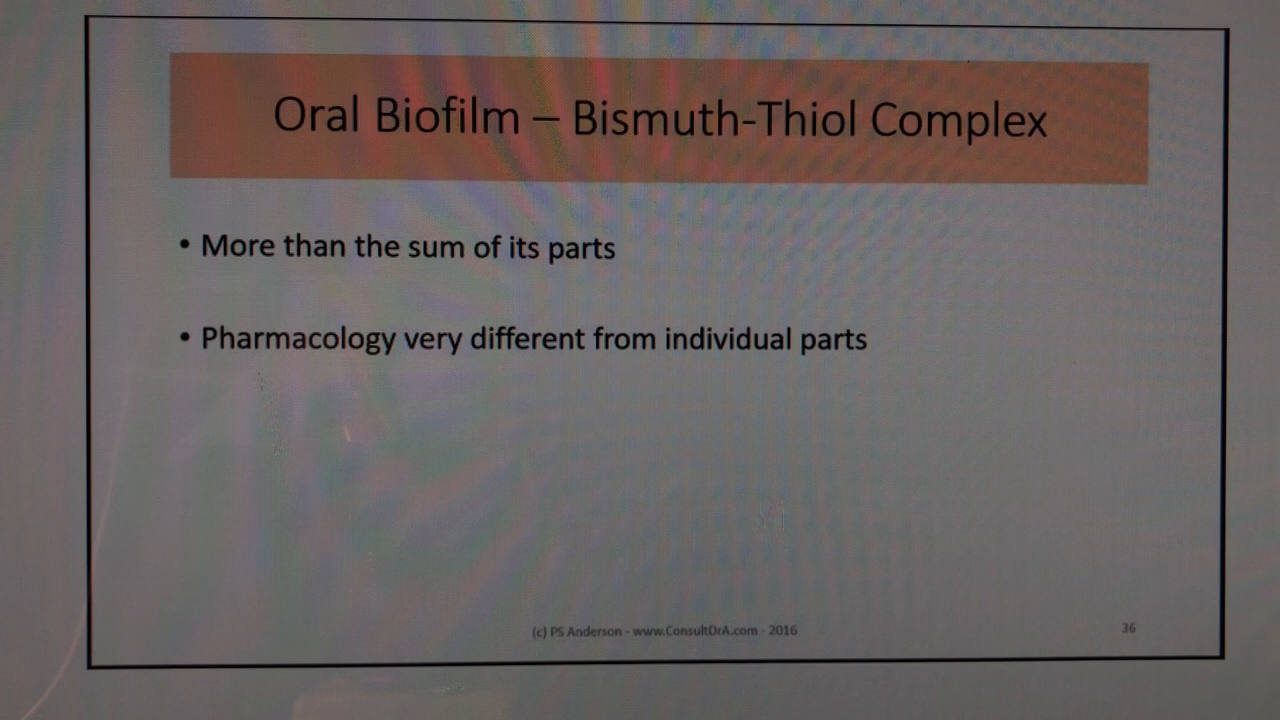 Oral Biofilm – Bismuth-Thiol Complex
• More than the sum of its parts
• Pharmacology very different from individual parts
(c) PS Anderson - www.ConsultDrA.com - 2016
36